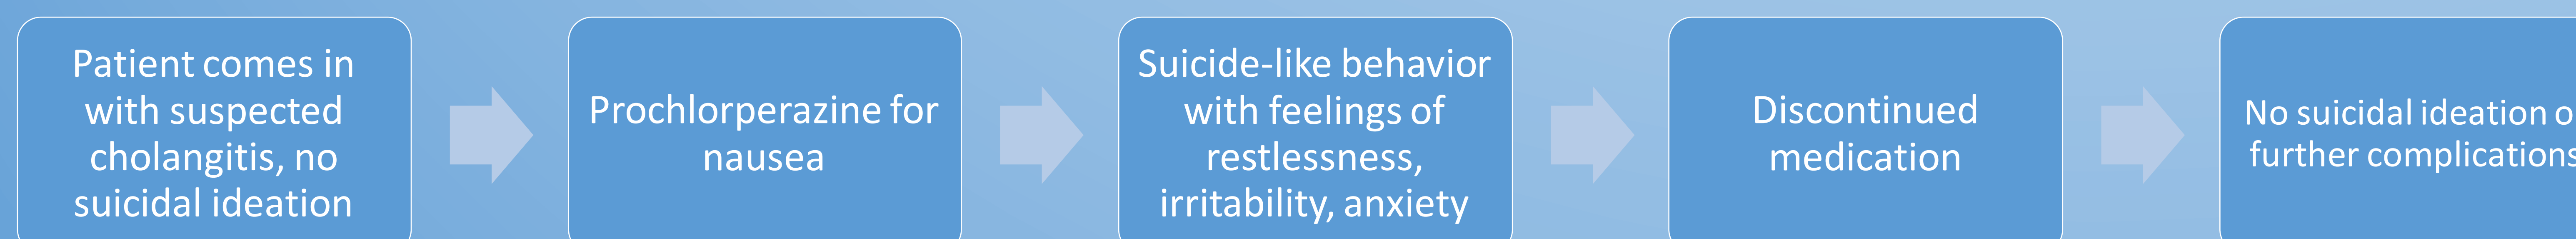 Patient comes in
with suspected
cholangitis, no
suicidal ideation
Prochlorperazine for
nausea
Suicide-like behavior
with feelings of
restlessness,
irritability, anxiety
Discontinued
medication
No suicidal ideation
further complications